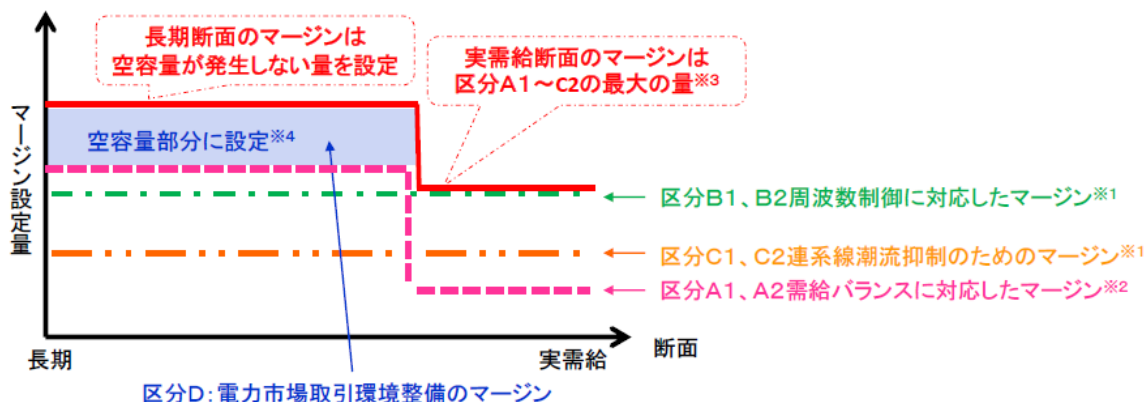 長期断面のマージンは
空容量が発生しない量を設定
実需給断面のマージンは
区分A1～C2の最大の量※3
マージン設定量
空容量部分に設定※4
区分B1、B2周波数制御に対応したマージン※1
区分C1、C2連系線潮流抑制のためのマージン※1
区分A1、A2需給バランスに対応したマージン※2
長期
実需給
断面
区分D：電力市場取引環境整備のマージン